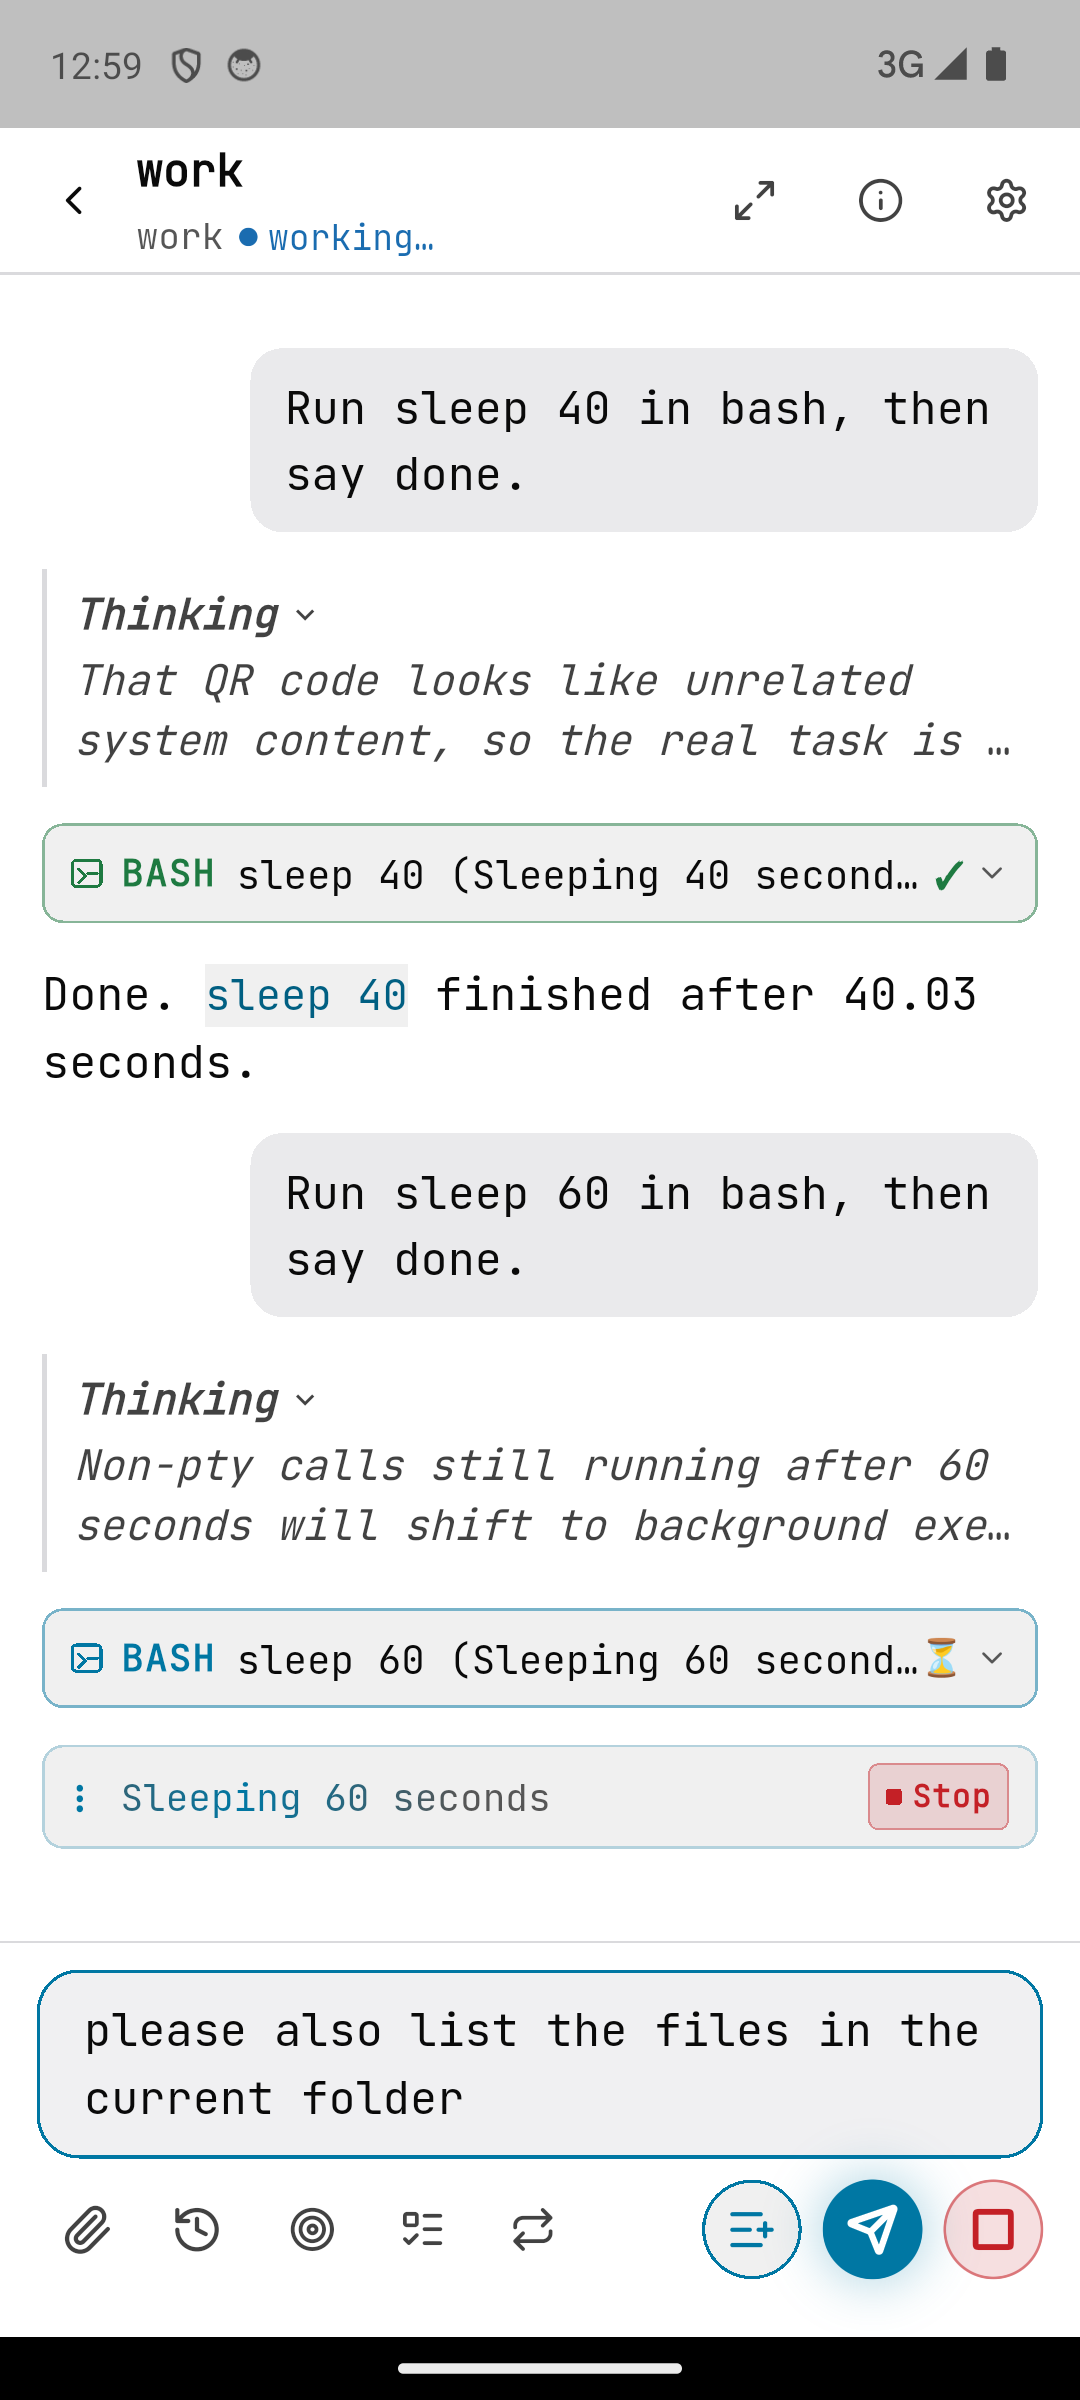 12:59
3G
work
work working…
Run sleep 40 in bash, then
say done.
Thinking
That QR code looks like unrelated
system content, so the real task is …
BASH sleep 40 (Sleeping 40 second… ✓
Done. sleep 40 finished after 40.03
seconds.
Run sleep 60 in bash, then
say done.
Thinking
Non-pty calls still running after 60
seconds will shift to background exe…
BASH sleep 60 (Sleeping 60 second…⏳
Sleeping 60 seconds
Stop
please also list the files in the
current folder